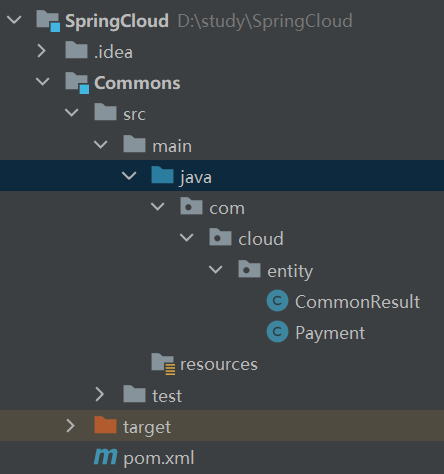 SpringCloud D:\study\SpringCloud
.idea
Commons
src
main
java
com
cloud
entity
C CommonResult
C Payment
resources
test
target
m pom.xml